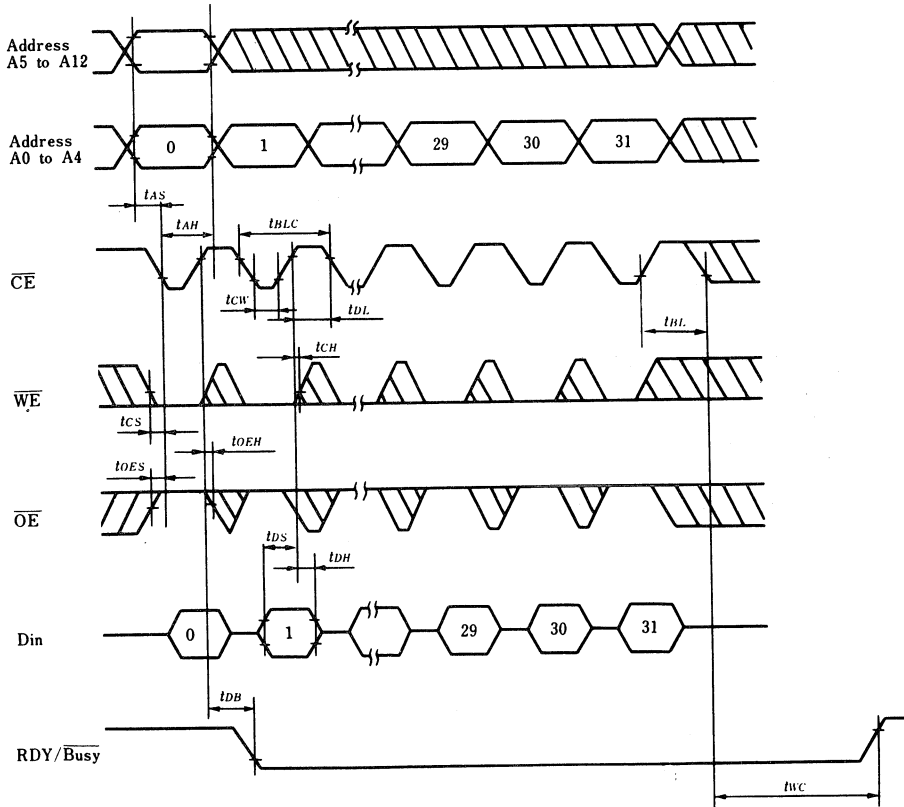 Address
A5 to A12
Address
A0 to A4
0
1
29
30
31
tAS
tAH
tBLC
CE
tCW
tDL
tBL
tCH
WE
tCS
tOEH
tOES
OE
tDS
tDH
Din
0
1
29
30
31
tDB
RDY/Busy
tWC